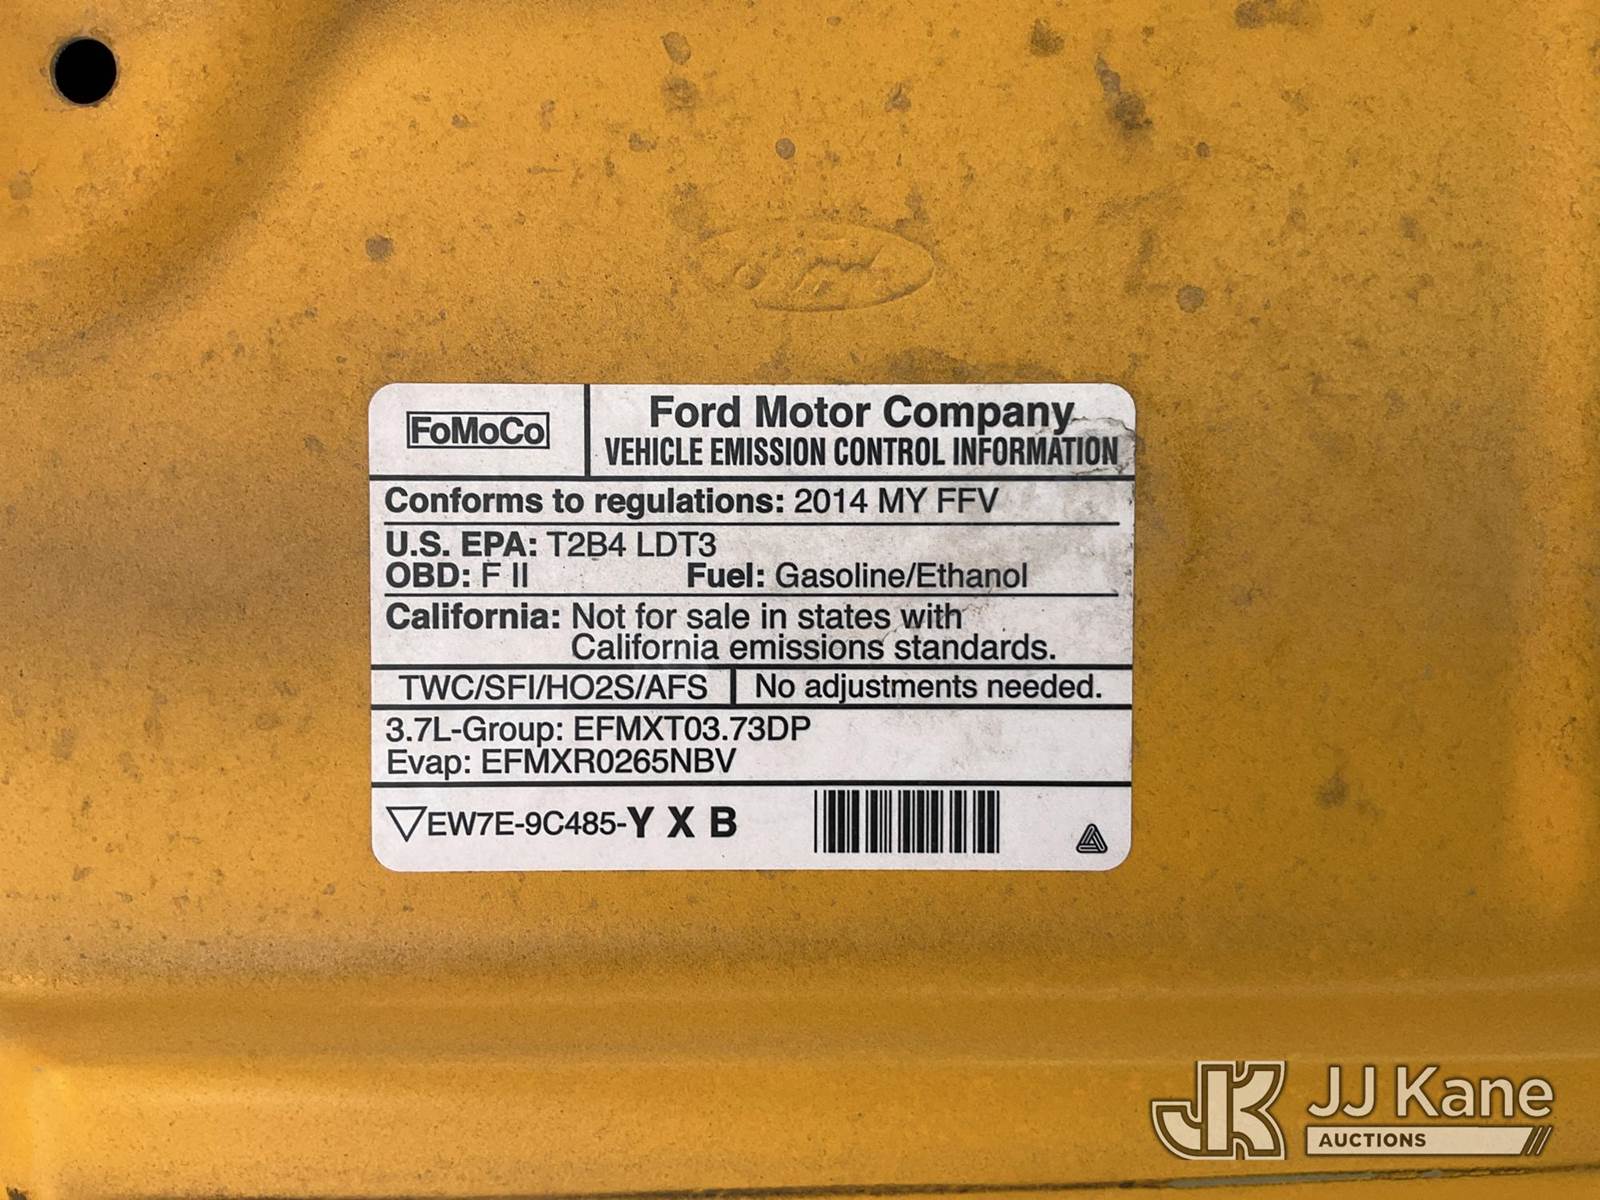 Ford
FoMoCo
Ford Motor Company
VEHICLE EMISSION CONTROL INFORMATION
Conforms to regulations: 2014 MY FFV
U.S. EPA: T2B4 LDT3
OBD: F II Fuel: Gasoline/Ethanol
California: Not for sale in states with
California emissions standards.
TWC/SFI/HO2S/AFS No adjustments needed.
3.7L-Group: EFMXT03.73DP
Evap: EFMXR0265NBV
▽EW7E-9C485-Y X B
JK JJ Kane
AUCTIONS